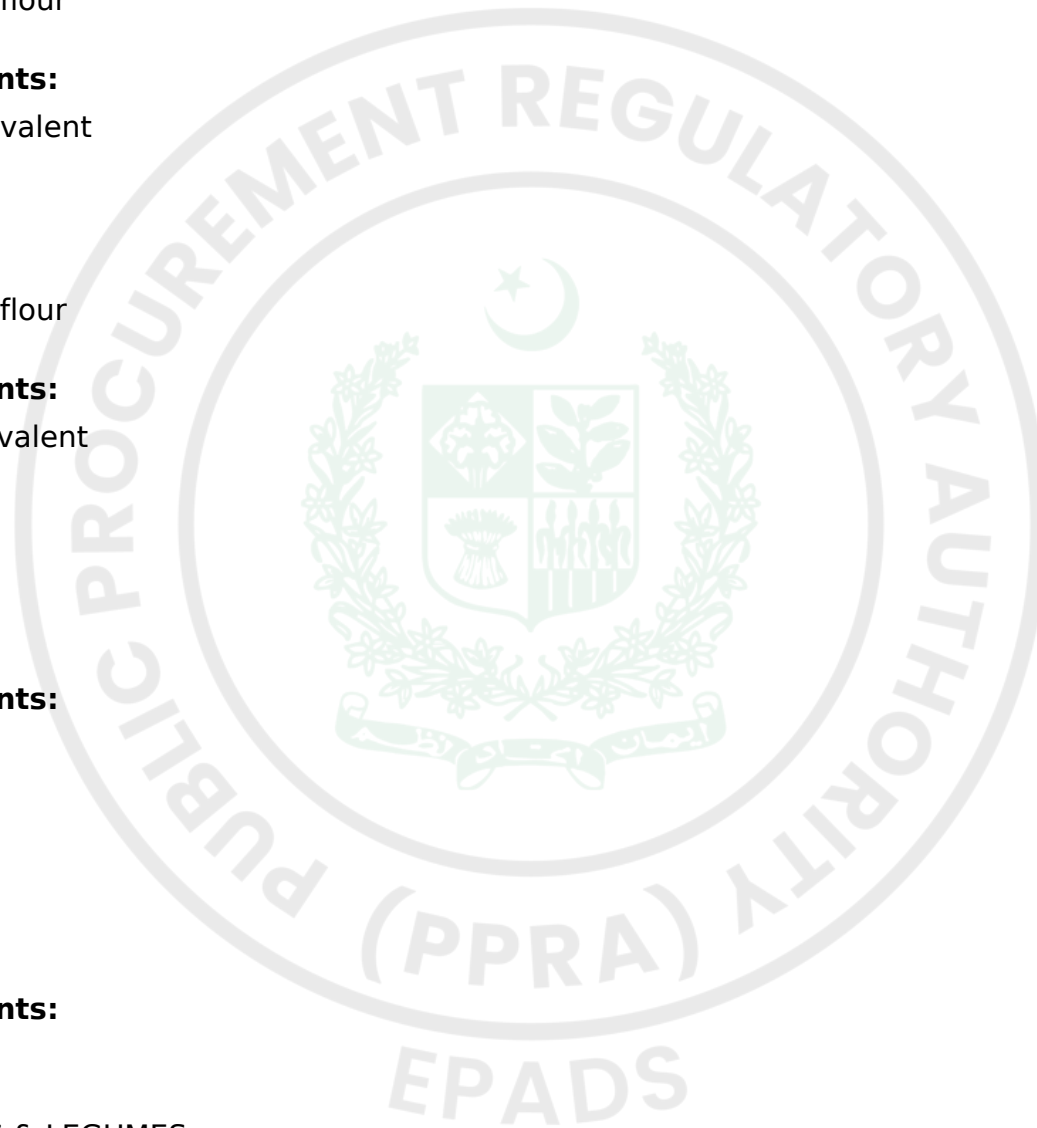 flour
nts:
valent
flour
nts:
valent
nts:
nts:
& LEGUMES
PUBLIC PROCUREMENT REGULATORY AUTHORITY
(PPRA)
EPADS